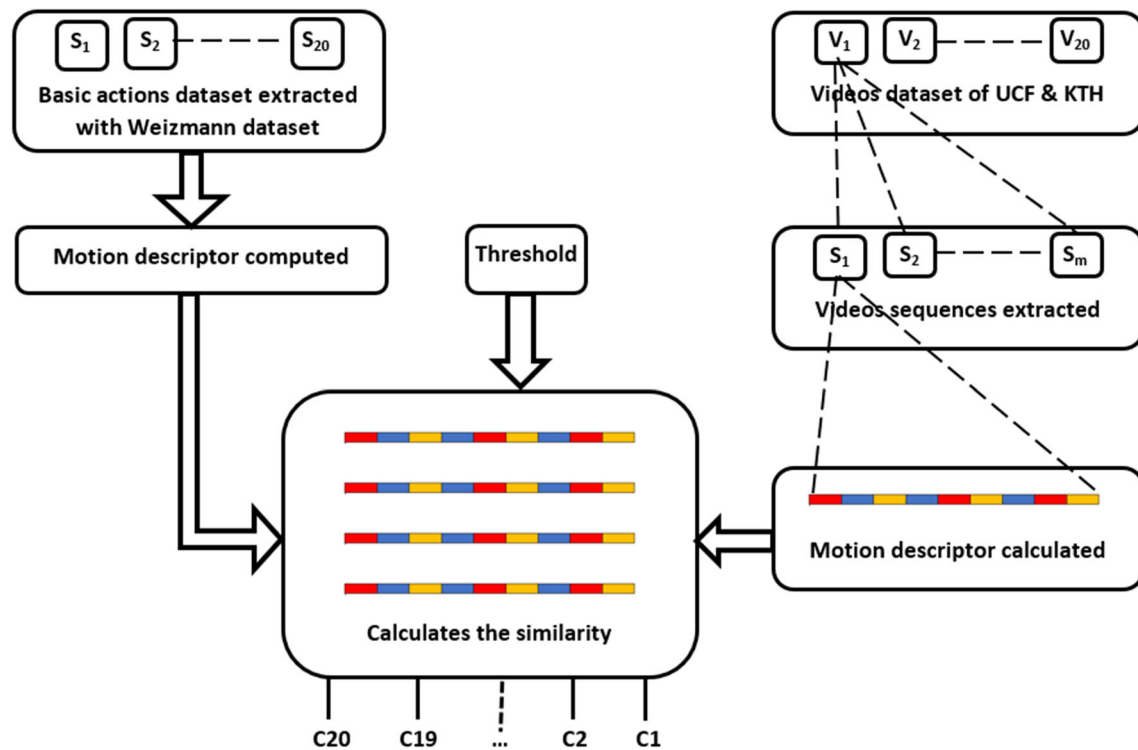 S₁ S₂ S₂₀
Basic actions dataset extracted
with Weizmann dataset
Motion descriptor computed
Threshold
V₁ V₂ V₂₀
Videos dataset of UCF & KTH
S₁ S₂ Sₘ
Videos sequences extracted
Motion descriptor calculated
Calculates the similarity
C20 C19 ... C2 C1